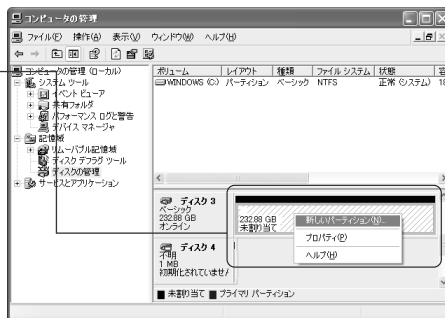 コンピュータの管理
ファイル(F) 操作(A) 表示(V) ウィンドウ(W) ヘルプ(H)
コンピュータの管理 (ローカル)
システム ツール
イベント ビューア
共有フォルダ
パフォーマンス ログと警告
デバイス マネージャ
記憶域
リムーバブル記憶域
ディスク デフラグ ツール
ディスクの管理
サービスとアプリケーション
ボリューム レイアウト 種類 ファイル システム 状態 容
WINDOWS (C:) パーティション ベーシック NTFS 正常 (システム) 18
ディスク 3
ベーシック
232.88 GB
オンライン
232.88 GB
未割り当て
新しいパーティション(N)...
プロパティ(P)
ヘルプ(H)
ディスク 4
不明
1 MB
初期化されていませ
未割り当て プライマリ パーティション